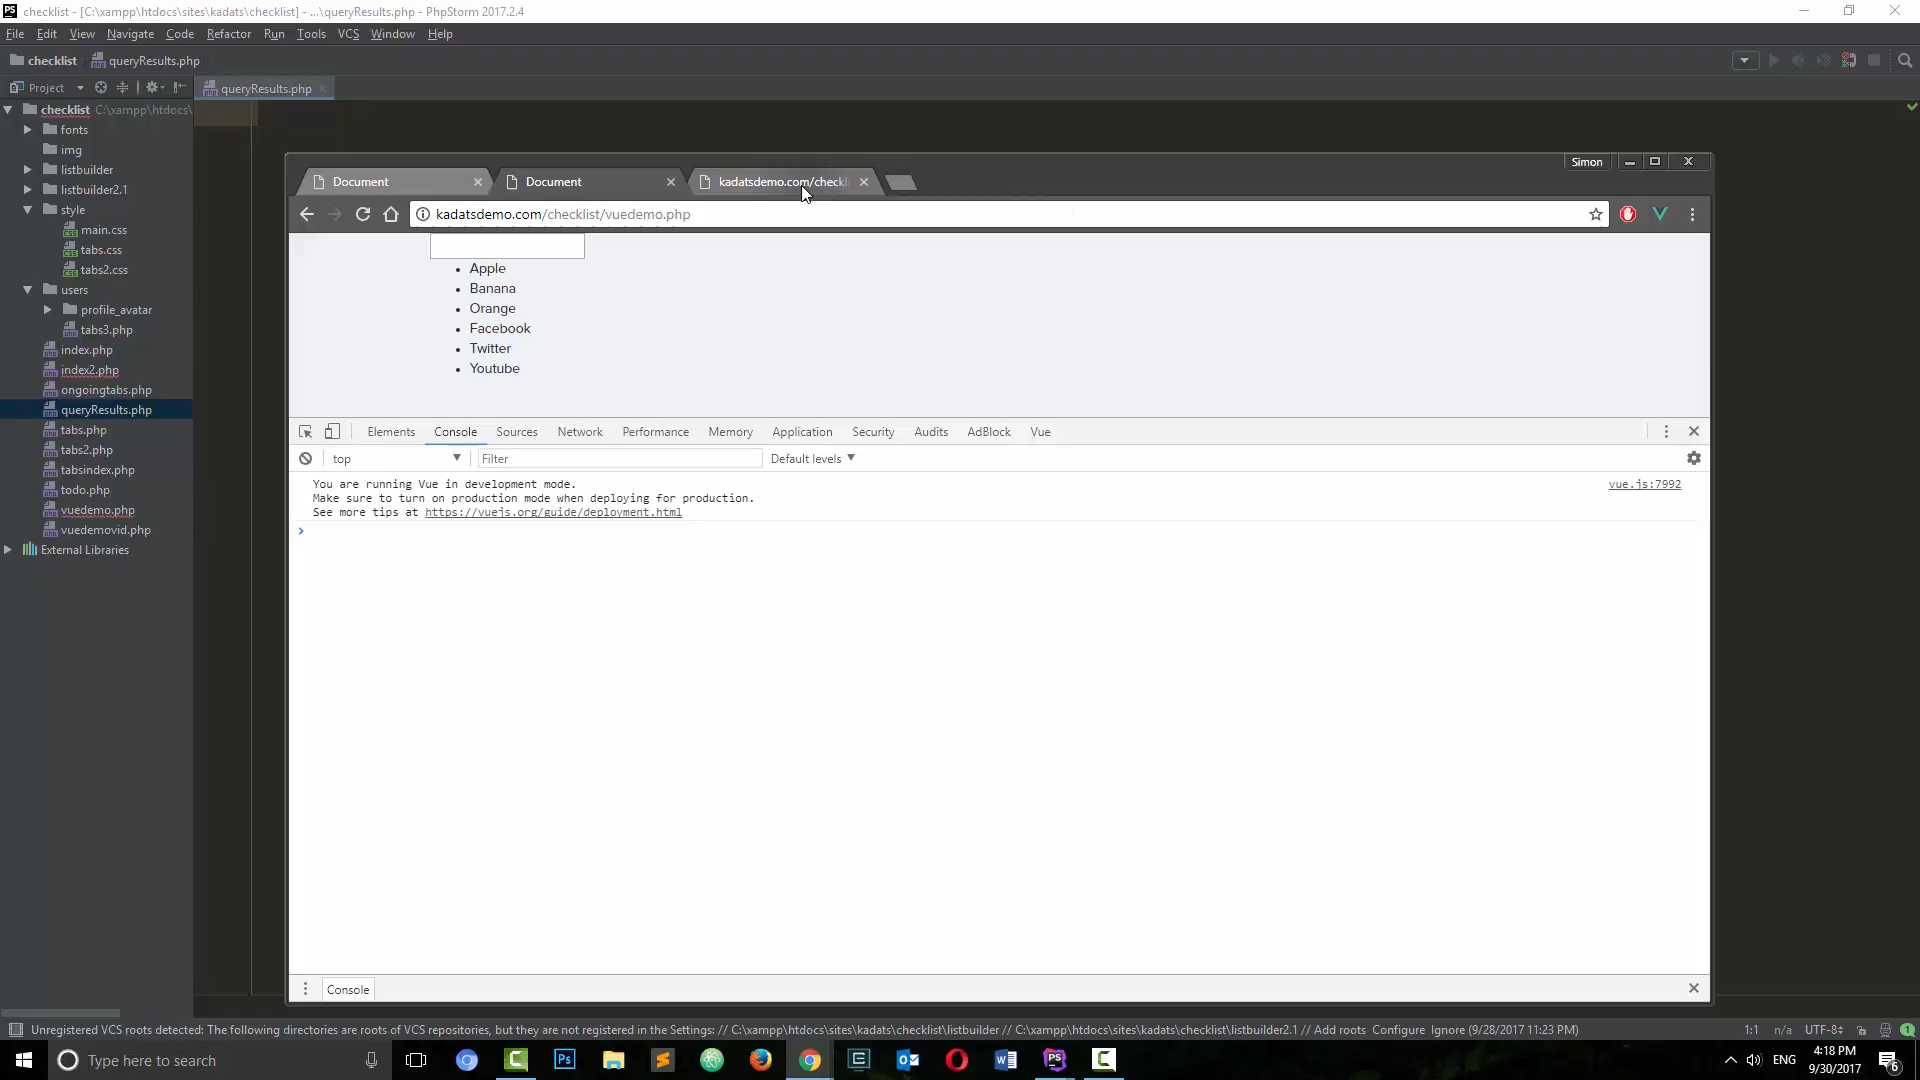 checklist - [C:\xampp\htdocs\sites\kadats\checklist] - ...\queryResults.php - PhpStorm 2017.2.4
File Edit View Navigate Code Refactor Run Tools VCS Window Help
checklist queryResults.php
Project queryResults.php
checklist C:\xampp\htdocs\
fonts
img
listbuilder
listbuilder2.1
style
main.css
tabs.css
tabs2.css
users
profile_avatar
tabs3.php
index.php
index2.php
ongoingtabs.php
queryResults.php
tabs.php
tabs2.php
tabsindex.php
todo.php
vuedemo.php
vuedemovid.php
External Libraries
Simon
Document Document kadatsdemo.com/checkl
kadatsdemo.com/checklist/vuedemo.php
Apple
Banana
Orange
Facebook
Twitter
Youtube
Elements Console Sources Network Performance Memory Application Security Audits AdBlock Vue
top Filter Default levels
You are running Vue in development mode. vue.js:7992
Make sure to turn on production mode when deploying for production.
See more tips at https://vuejs.org/guide/deployment.html
Console
Unregistered VCS roots detected: The following directories are roots of VCS repositories, but they are not registered in the Settings: // C:\xampp\htdocs\sites\kadats\checklist\listbuilder // C:\xampp\htdocs\sites\kadats\checklist\listbuilder2.1 // Add roots Configure Ignore (9/28/2017 11:23 PM) 1:1 n/a UTF-8 1
Type here to search
Ps
PS
ENG
4:18 PM
9/30/2017
6